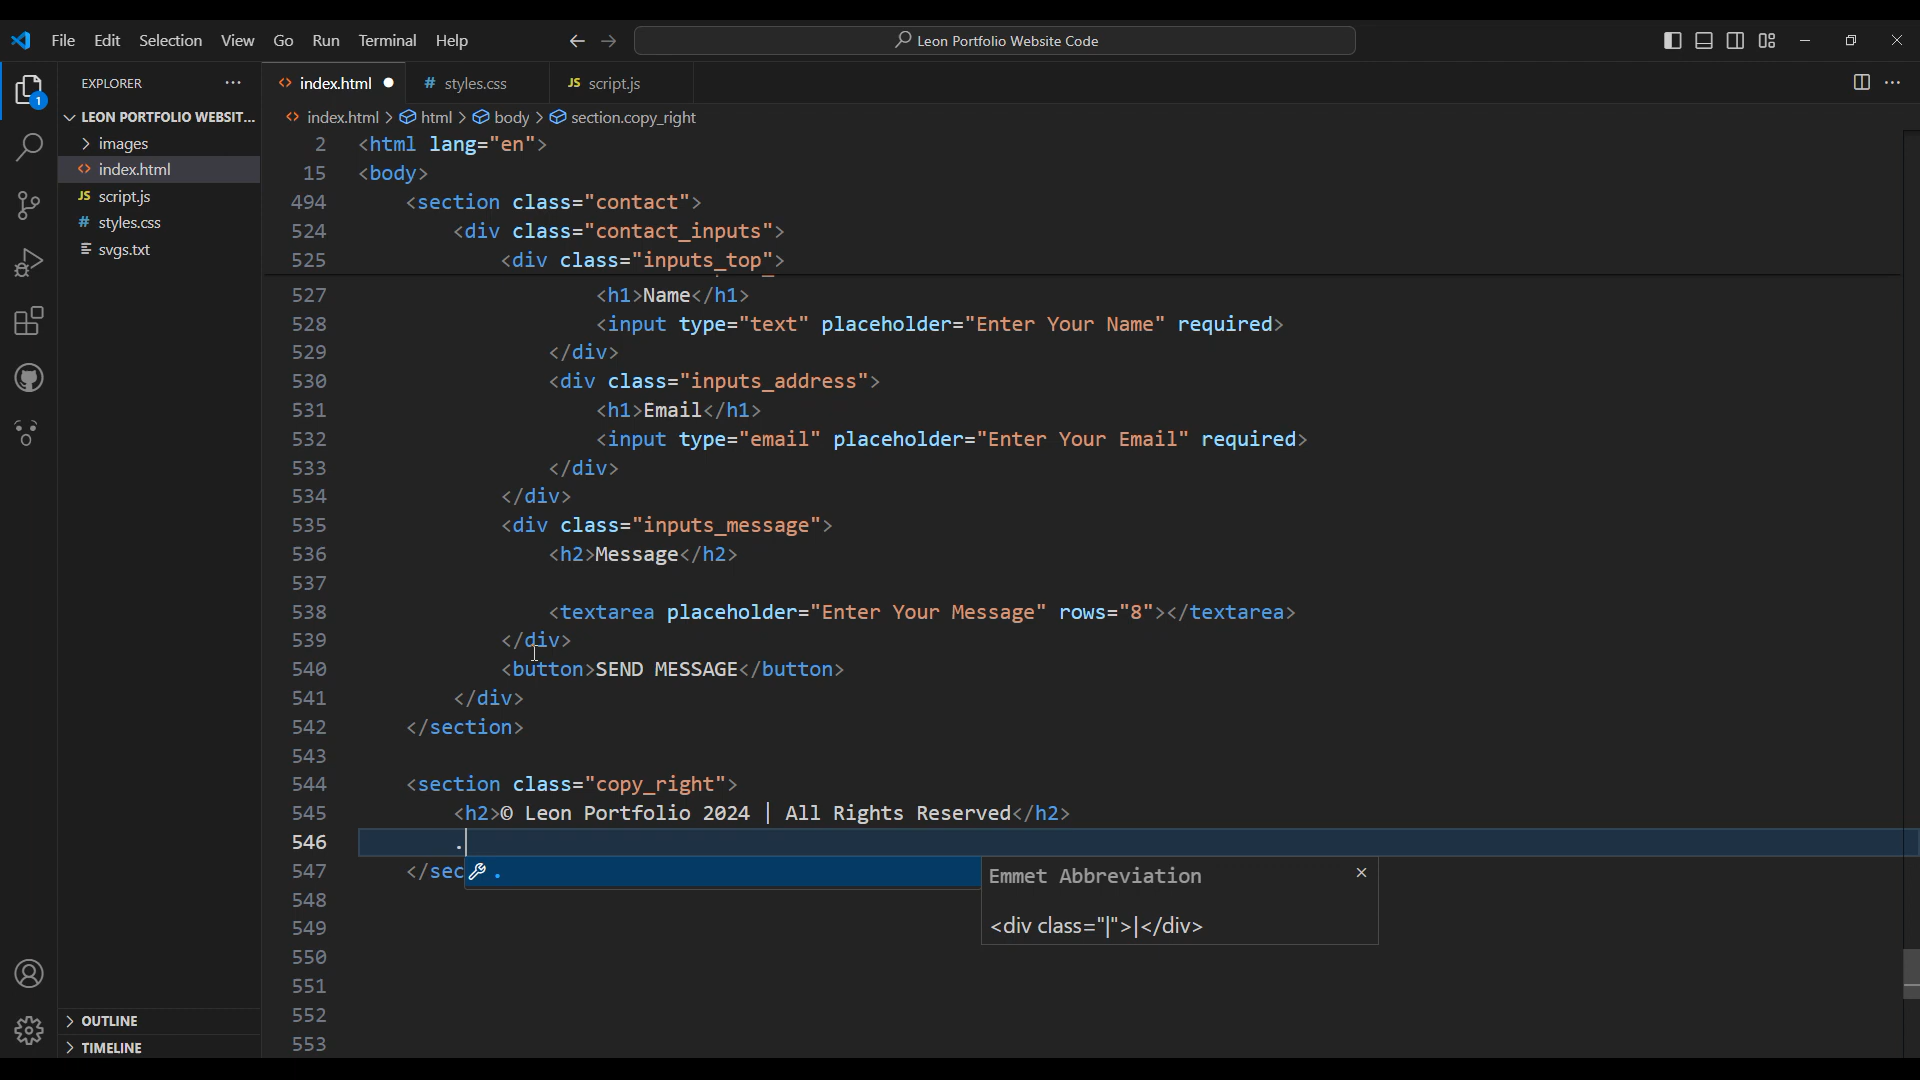 File Edit Selection View Go Run Terminal Help
Leon Portfolio Website Code
EXPLORER
index.html
# styles.css
JS script.js
1
LEON PORTFOLIO WEBSIT...
images
index.html
JS script.js
# styles.css
svgs.txt
OUTLINE
TIMELINE
index.html > html > body > section.copy_right
2 <html lang="en">
15 <body>
494 <section class="contact">
524 <div class="contact_inputs">
525 <div class="inputs_top">
527 <h1>Name</h1>
528 <input type="text" placeholder="Enter Your Name" required>
529 </div>
530 <div class="inputs_address">
531 <h1>Email</h1>
532 <input type="email" placeholder="Enter Your Email" required>
533 </div>
534 </div>
535 <div class="inputs_message">
536 <h2>Message</h2>
537
538 <textarea placeholder="Enter Your Message" rows="8"></textarea>
539 </div>
540 <button>SEND MESSAGE</button>
541 </div>
542 </section>
543
544 <section class="copy_right">
545 <h2>© Leon Portfolio 2024 | All Rights Reserved</h2>
546 .
547 </sec
.
Emmet Abbreviation
<div class="|">|</div>
548
549
550
551
552
553